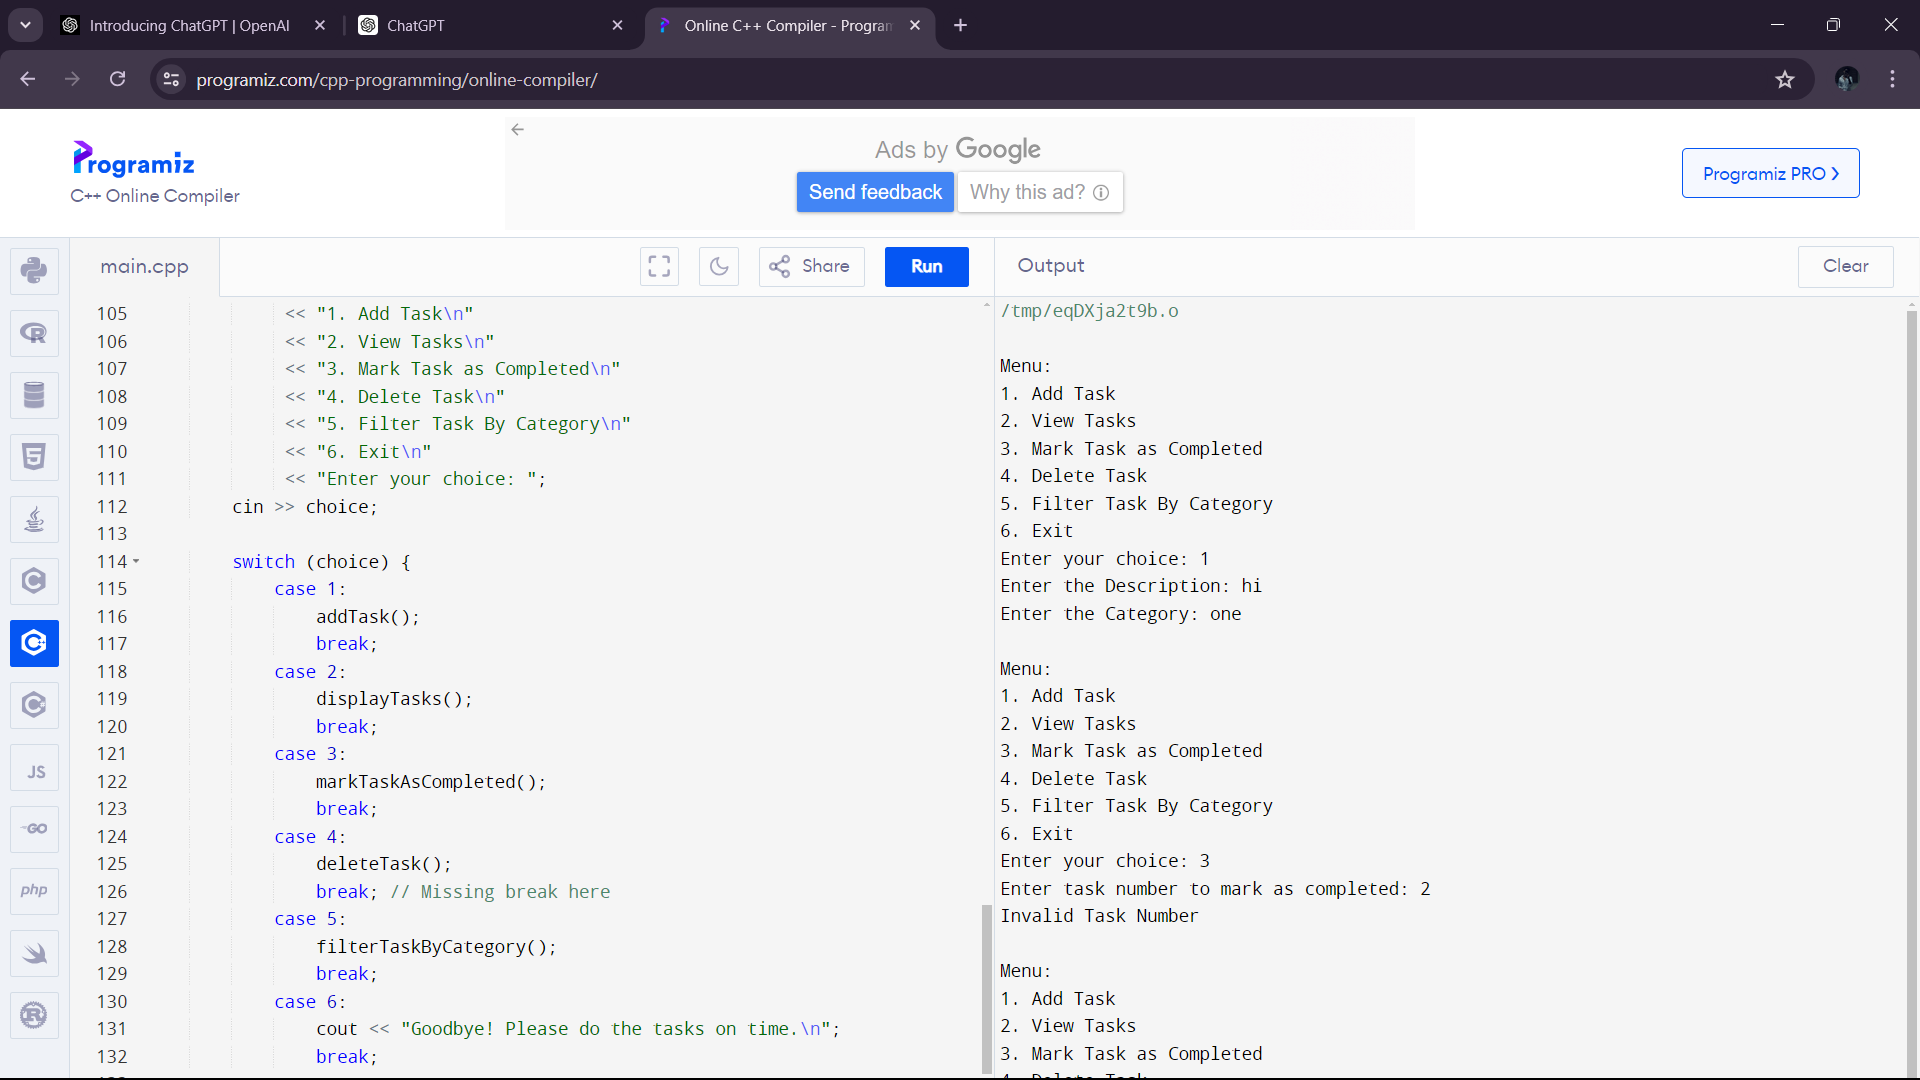 Introducing ChatGPT | OpenAI
ChatGPT
Online C++ Compiler - Program
programiz.com/cpp-programming/online-compiler/
Programiz
C++ Online Compiler
Ads by Google
Send feedback
Why this ad?
Programiz PRO
main.cpp
Share
Run
Output
Clear
105 << "1. Add Task\n"
106 << "2. View Tasks\n"
107 << "3. Mark Task as Completed\n"
108 << "4. Delete Task\n"
109 << "5. Filter Task By Category\n"
110 << "6. Exit\n"
111 << "Enter your choice: ";
112 cin >> choice;
113
114 switch (choice) {
115 case 1:
116 addTask();
117 break;
118 case 2:
119 displayTasks();
120 break;
121 case 3:
122 markTaskAsCompleted();
123 break;
124 case 4:
125 deleteTask();
126 break; // Missing break here
127 case 5:
128 filterTaskByCategory();
129 break;
130 case 6:
131 cout << "Goodbye! Please do the tasks on time.\n";
132 break;
/tmp/eqDXja2t9b.o
Menu:
1. Add Task
2. View Tasks
3. Mark Task as Completed
4. Delete Task
5. Filter Task By Category
6. Exit
Enter your choice: 1
Enter the Description: hi
Enter the Category: one
Menu:
1. Add Task
2. View Tasks
3. Mark Task as Completed
4. Delete Task
5. Filter Task By Category
6. Exit
Enter your choice: 3
Enter task number to mark as completed: 2
Invalid Task Number
Menu:
1. Add Task
2. View Tasks
3. Mark Task as Completed
4. Delete Task
R
5
C
C
C
JS
GO
php
R